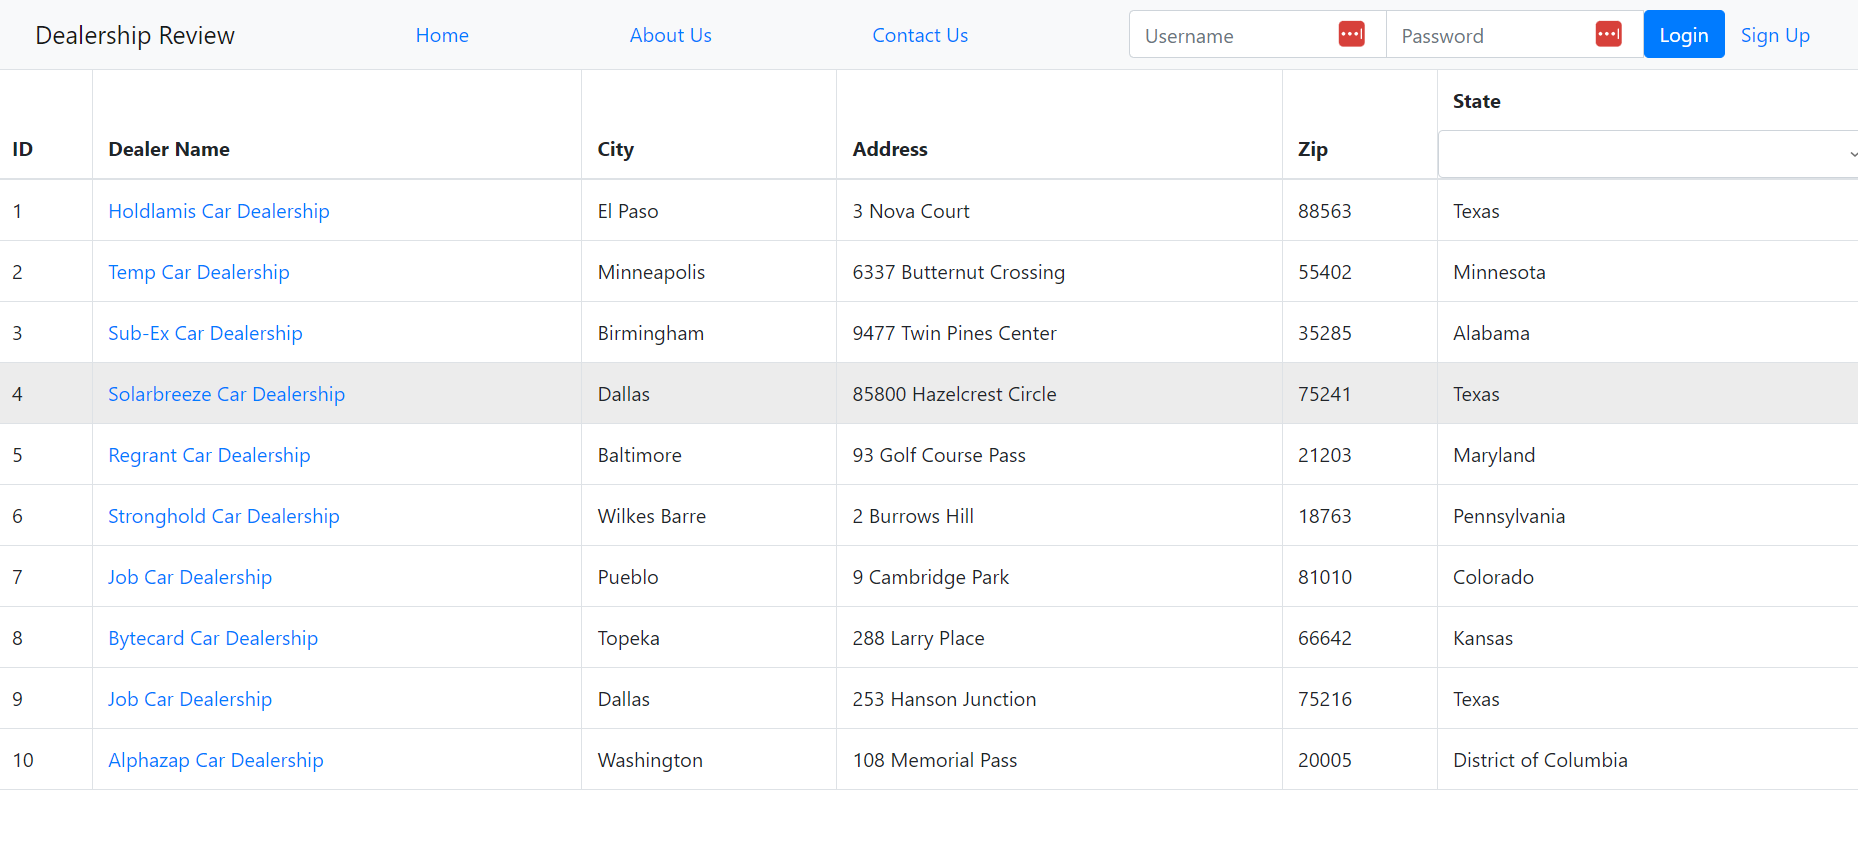 Dealership Review Home About Us Contact Us Username Password Login Sign Up
State
ID Dealer Name City Address Zip
1 Holdlamis Car Dealership El Paso 3 Nova Court 88563 Texas
2 Temp Car Dealership Minneapolis 6337 Butternut Crossing 55402 Minnesota
3 Sub-Ex Car Dealership Birmingham 9477 Twin Pines Center 35285 Alabama
4 Solarbreeze Car Dealership Dallas 85800 Hazelcrest Circle 75241 Texas
5 Regrant Car Dealership Baltimore 93 Golf Course Pass 21203 Maryland
6 Stronghold Car Dealership Wilkes Barre 2 Burrows Hill 18763 Pennsylvania
7 Job Car Dealership Pueblo 9 Cambridge Park 81010 Colorado
8 Bytecard Car Dealership Topeka 288 Larry Place 66642 Kansas
9 Job Car Dealership Dallas 253 Hanson Junction 75216 Texas
10 Alphazap Car Dealership Washington 108 Memorial Pass 20005 District of Columbia